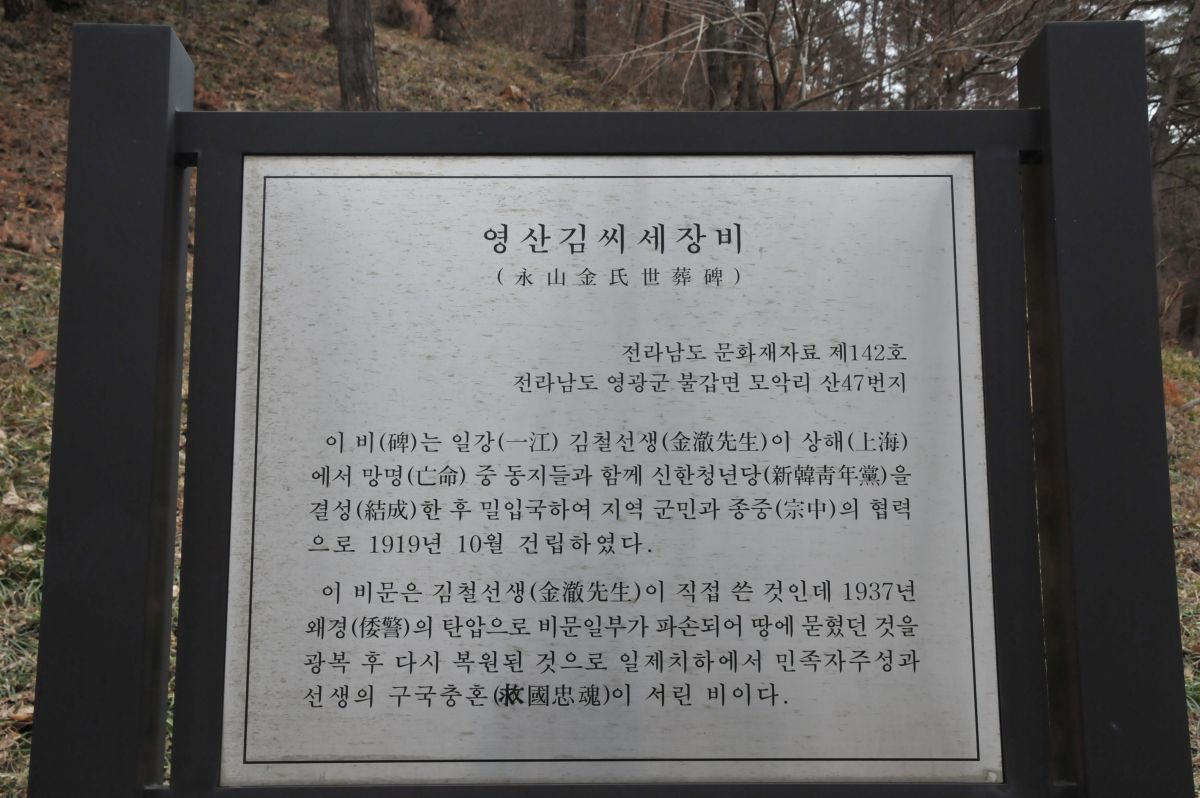 영산김씨세장비
(永山金氏世葬碑)
전라남도 문화재자료 제142호
전라남도 영광군 불갑면 모악리 산47번지
이 비(碑)는 일강(一江) 김철선생(金澈先生)이 상해(上海)
에서 망명(亡命) 중 동지들과 함께 신한청년당(新韓靑年黨)을
결성(結成)한 후 밀입국하여 지역 군민과 종중(宗中)의 협력
으로 1919년 10월 건립하였다.
이 비문은 김철선생(金澈先生)이 직접 쓴 것인데 1937년
왜경(倭警)의 탄압으로 비문일부가 파손되어 땅에 묻혔던 것을
광복 후 다시 복원된 것으로 일제치하에서 민족자주성과
선생의 구국충혼(救國忠魂)이 서린 비이다.